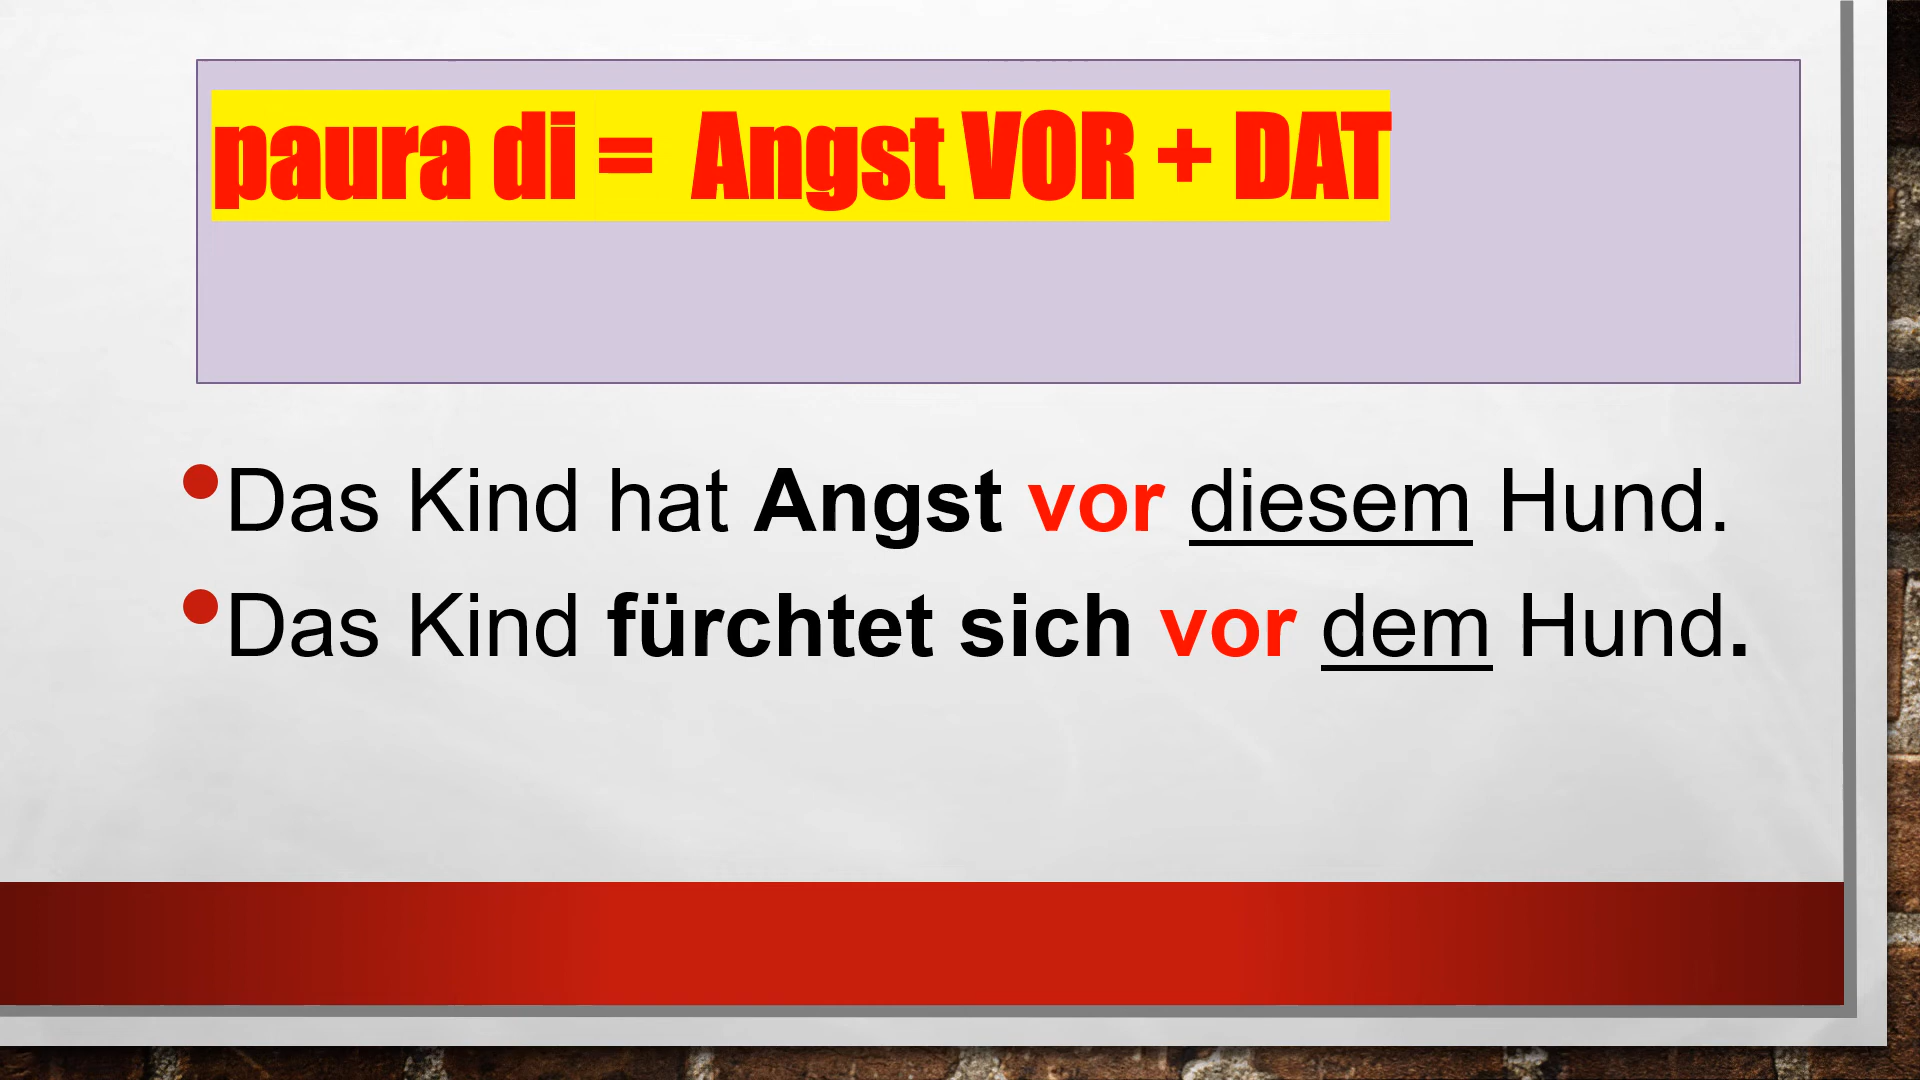 paura di = Angst VOR + DAT
•Das Kind hat Angst vor diesem Hund.
•Das Kind fürchtet sich vor dem Hund.